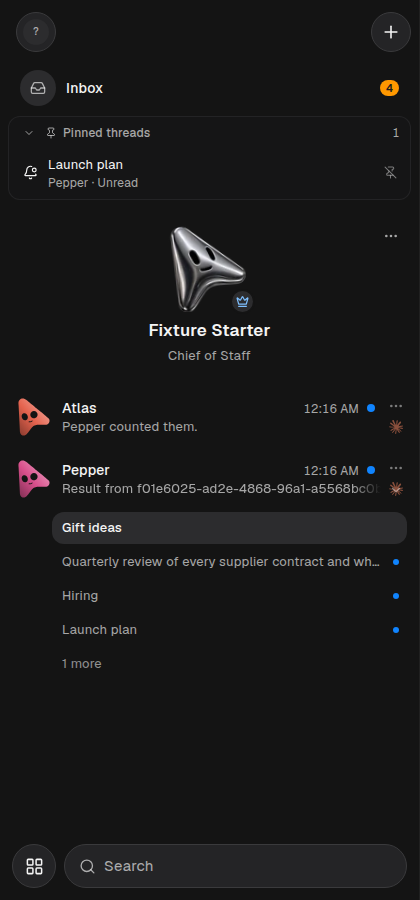 ?
Inbox
4
Pinned threads
1
Launch plan
Pepper · Unread
Fixture Starter
Chief of Staff
Atlas
12:16 AM
Pepper counted them.
Pepper
12:16 AM
Result from f01e6025-ad2e-4868-96a1-a5568bc0
Gift ideas
Quarterly review of every supplier contract and wh…
Hiring
Launch plan
1 more
Search